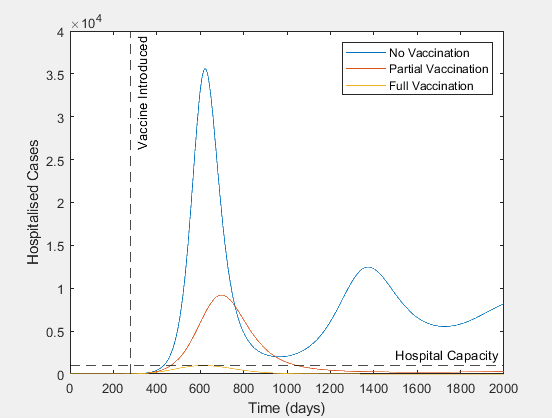 ×10⁴
4
3.5
3
2.5
2
1.5
1
0.5
0
Hospitalised Cases
Vaccine Introduced
No Vaccination
Partial Vaccination
Full Vaccination
Hospital Capacity
0 200 400 600 800 1000 1200 1400 1600 1800 2000
Time (days)